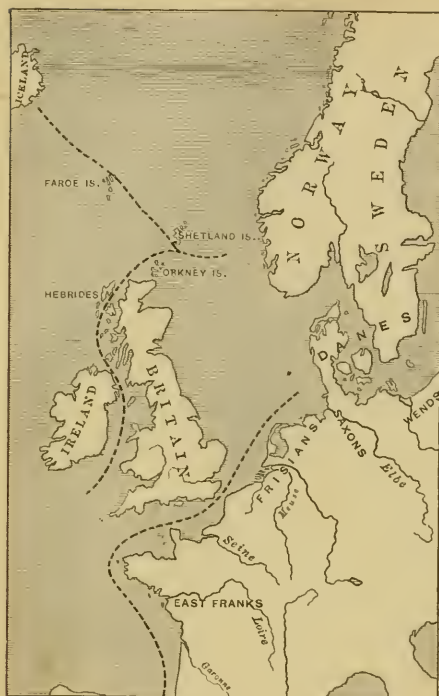 ICELAND
FAROE IS.
SHETLAND IS.
ORKNEY IS.
HEBRIDES
NORWAY
SWEDEN
DANES
IRELAND
BRITAIN
WENDS
SAXONS
FRISIANS
Elbe
Meuse
Seine
EAST FRANKS
Loire
Garonne